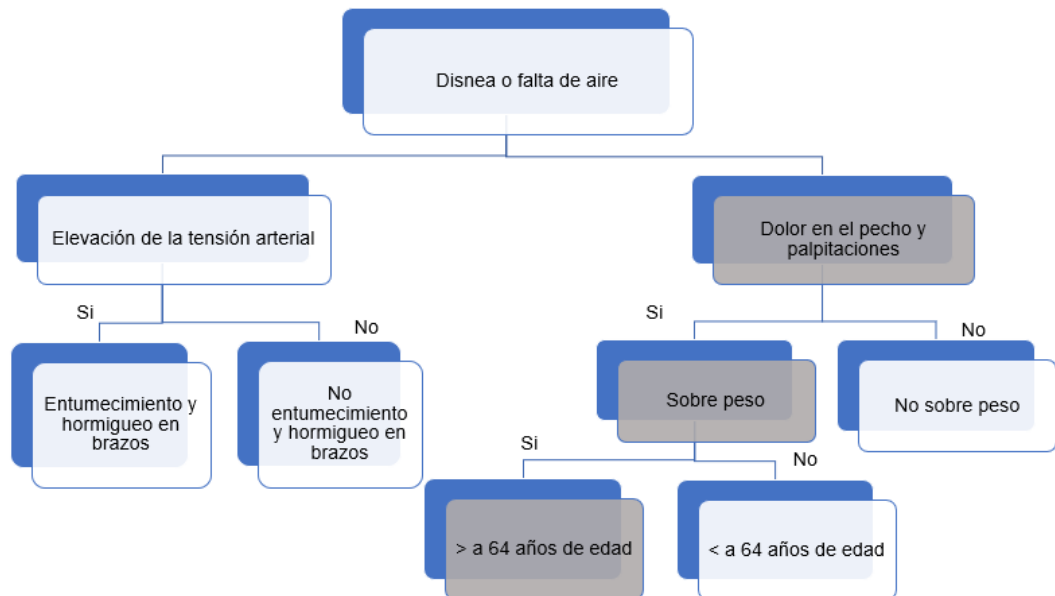 Disnea o falta de aire
Elevación de la tensión arterial
Dolor en el pecho y
palpitaciones
Si
No
Si
No
Entumecimiento y
hormigueo en
brazos
No
entumecimiento
y hormigueo en
brazos
Sobre peso
No sobre peso
Si
No
> a 64 años de edad
< a 64 años de edad